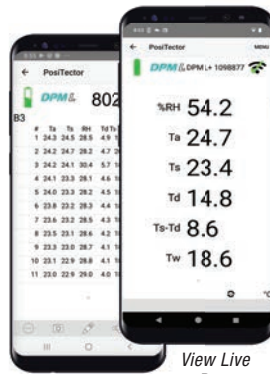 PosiTector
DPM L 802
B3
# Ta Ts RH Td Ts
1 24.3 24.5 28.5 4.9
2 24.2 24.7 28.2 4.7
3 24.2 24.1 30.4 5.7
4 24.1 23.3 28.1 4.6
5 24.0 23.3 28.2 4.5
6 23.8 23.2 28.3 4.4
7 23.6 23.2 28.5 4.3
8 23.5 23.1 28.6 4.2
9 23.3 23.0 28.7 4.1
10 23.1 22.9 28.8 4.1
11 23.0 22.9 29.0 4.0
PosiTector MENU
DPM L DPM L+ 1098877
%RH 54.2
Ta 24.7
Ts 23.4
Td 14.8
Ts-Td 8.6
Tw 18.6
°C
View Live